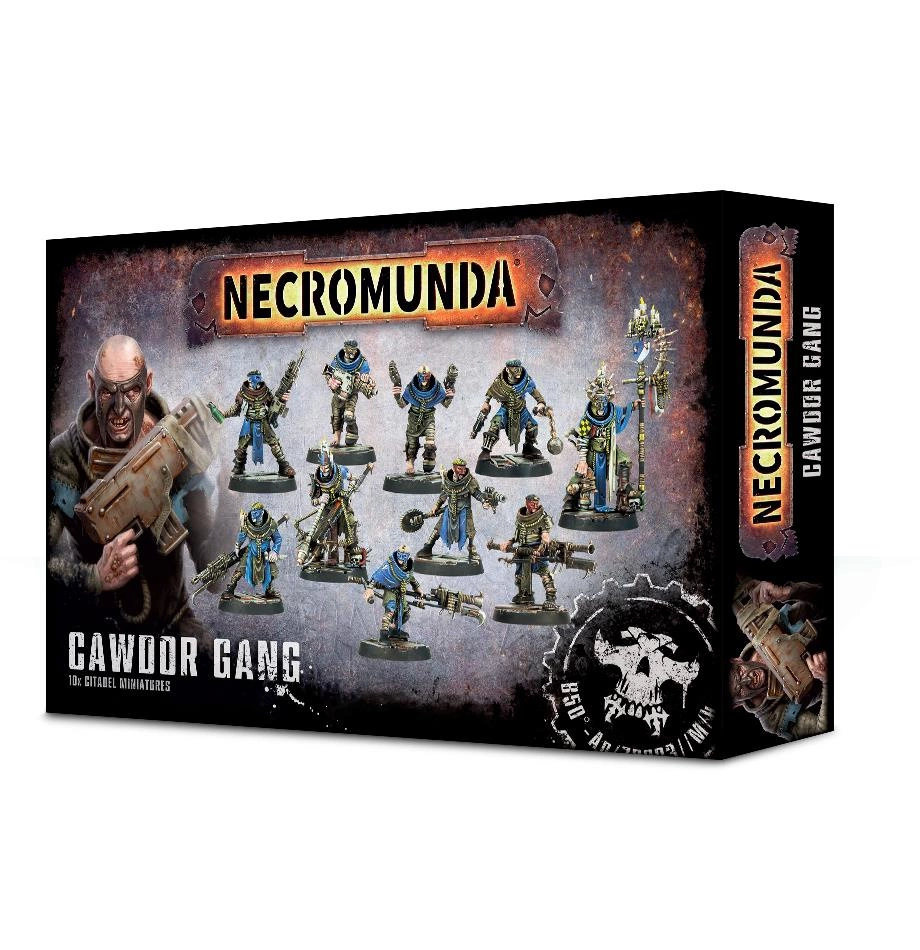 NECROMUNDA®
CAWDOR GANG
10x CITADEL MINIATURES
NECROMUNDA
CAWDOR GANG